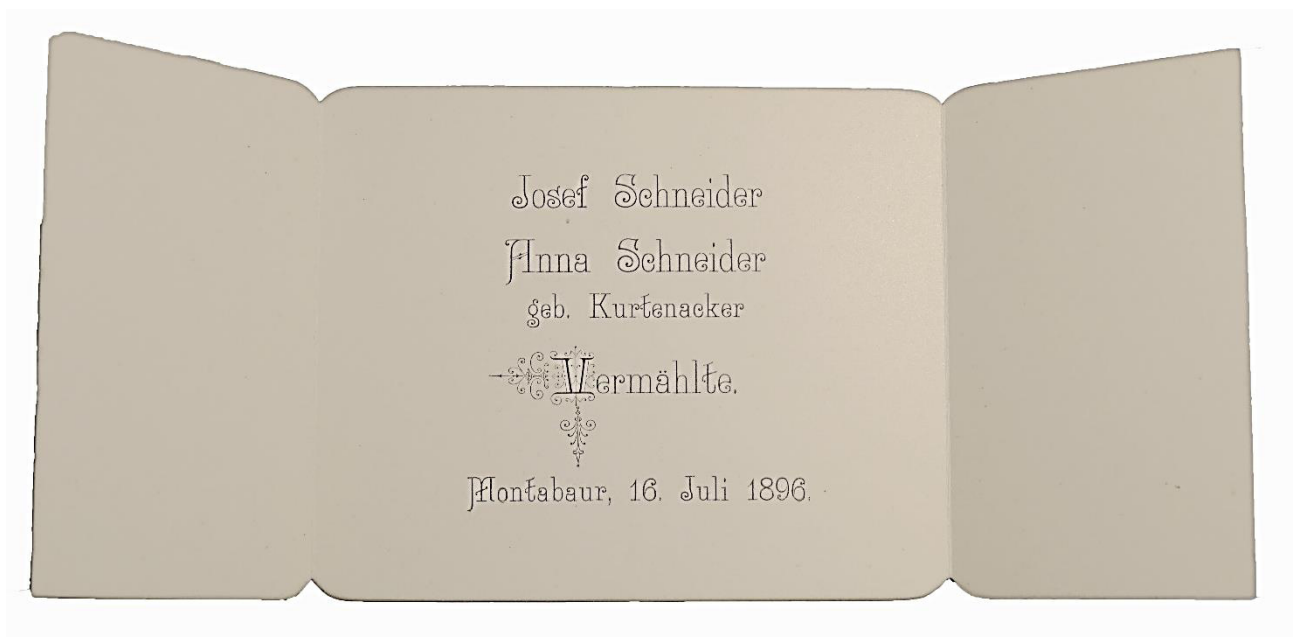 Josef Schneider
Anna Schneider
geb. Kurtenacker
Vermählte.
Montabaur, 16. Juli 1896.